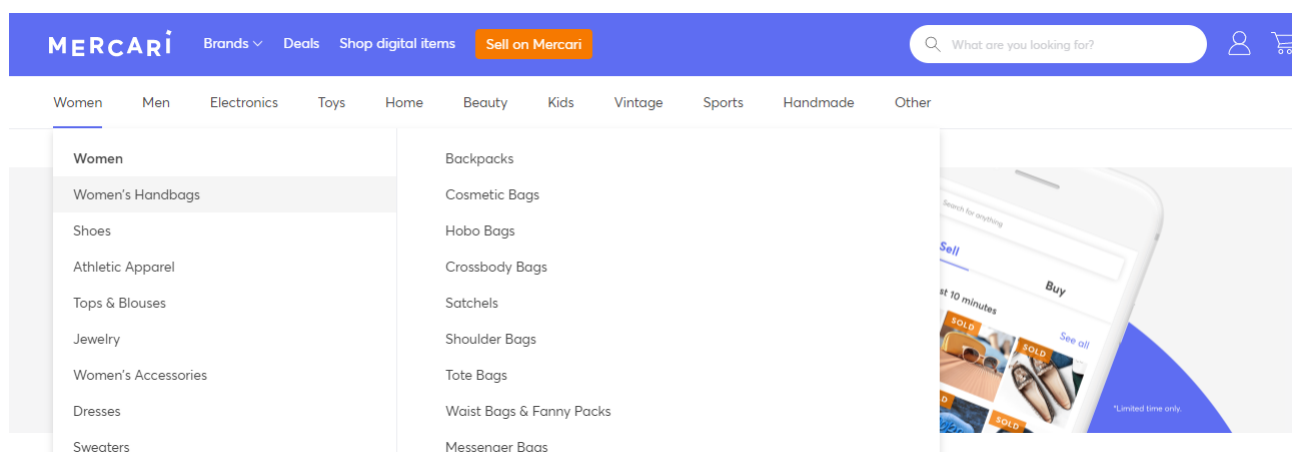 MERCARI Brands Deals Shop digital items Sell on Mercari What are you looking for?
Women Men Electronics Toys Home Beauty Kids Vintage Sports Handmade Other
Women
Women's Handbags
Shoes
Athletic Apparel
Tops & Blouses
Jewelry
Women's Accessories
Dresses
Sweaters
Backpacks
Cosmetic Bags
Hobo Bags
Crossbody Bags
Satchels
Shoulder Bags
Tote Bags
Waist Bags & Fanny Packs
Messenger Bags
Search for anything
Sell Buy
st 10 minutes
See all
SOLD SOLD
D SOLD
*Limited time only.